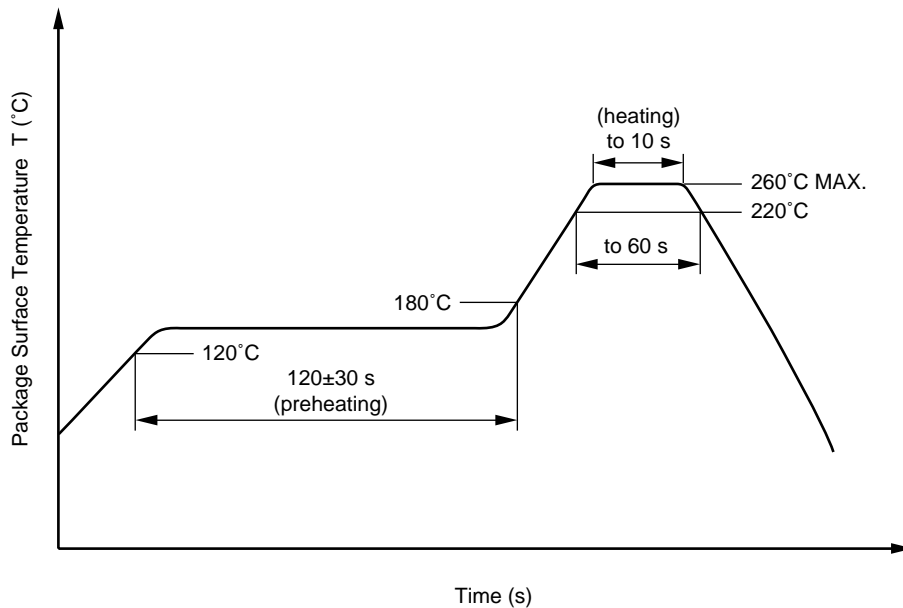 Package Surface Temperature T (˚C)
(heating)
to 10 s
260˚C MAX.
220˚C
to 60 s
180˚C
120˚C
120±30 s
(preheating)
Time (s)